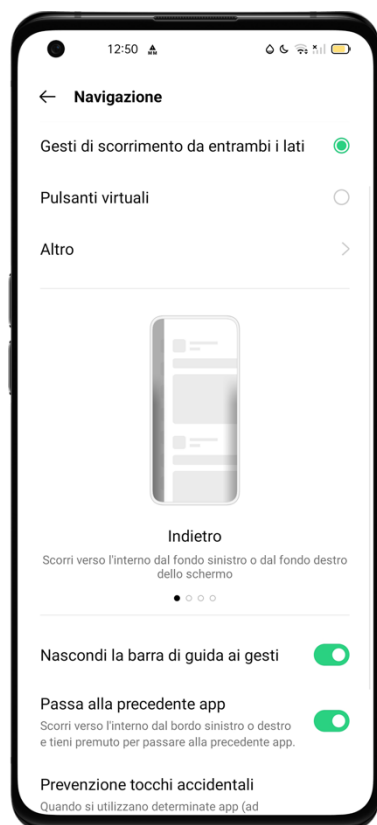 12:50
Navigazione
Gesti di scorrimento da entrambi i lati
Pulsanti virtuali
Altro
Indietro
Scorri verso l'interno dal fondo sinistro o dal fondo destro
dello schermo
Nascondi la barra di guida ai gesti
Passa alla precedente app
Scorri verso l'interno dal bordo sinistro o destro
e tieni premuto per passare alla precedente app.
Prevenzione tocchi accidentali
Quando si utilizzano determinate app (ad